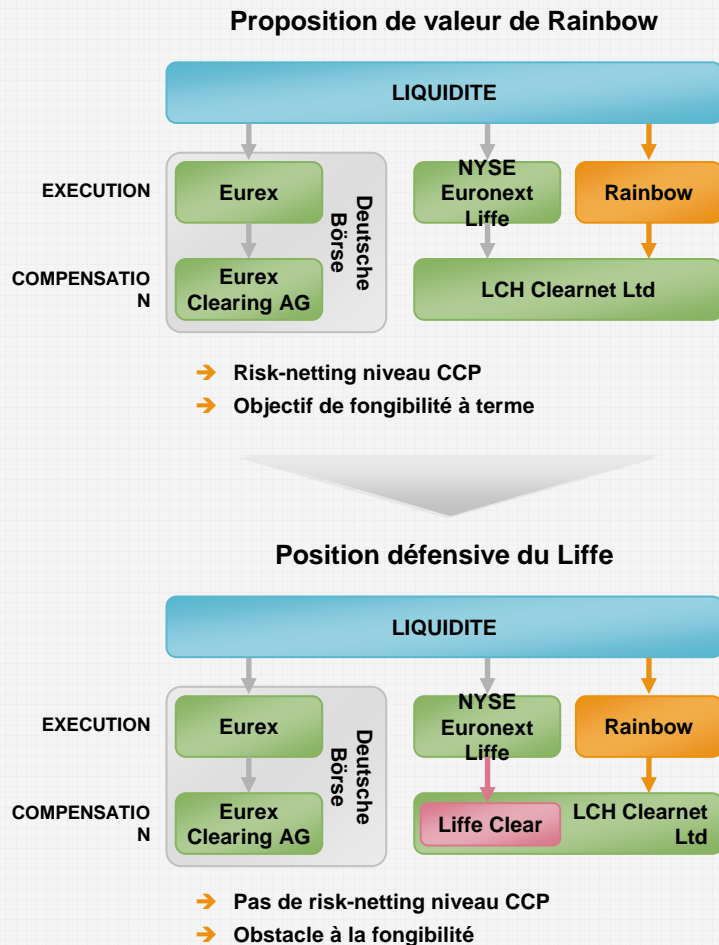 Proposition de valeur de Rainbow
LIQUIDITE
EXECUTION
Eurex
NYSE
Euronext
Liffe
Rainbow
Deutsche
Börse
COMPENSATIO
N
Eurex
Clearing AG
LCH Clearnet Ltd
Risk-netting niveau CCP
Objectif de fongibilité à terme
Position défensive du Liffe
LIQUIDITE
EXECUTION
Eurex
NYSE
Euronext
Liffe
Rainbow
Deutsche
Börse
COMPENSATIO
N
Eurex
Clearing AG
Liffe Clear
LCH Clearnet
Ltd
Pas de risk-netting niveau CCP
Obstacle à la fongibilité